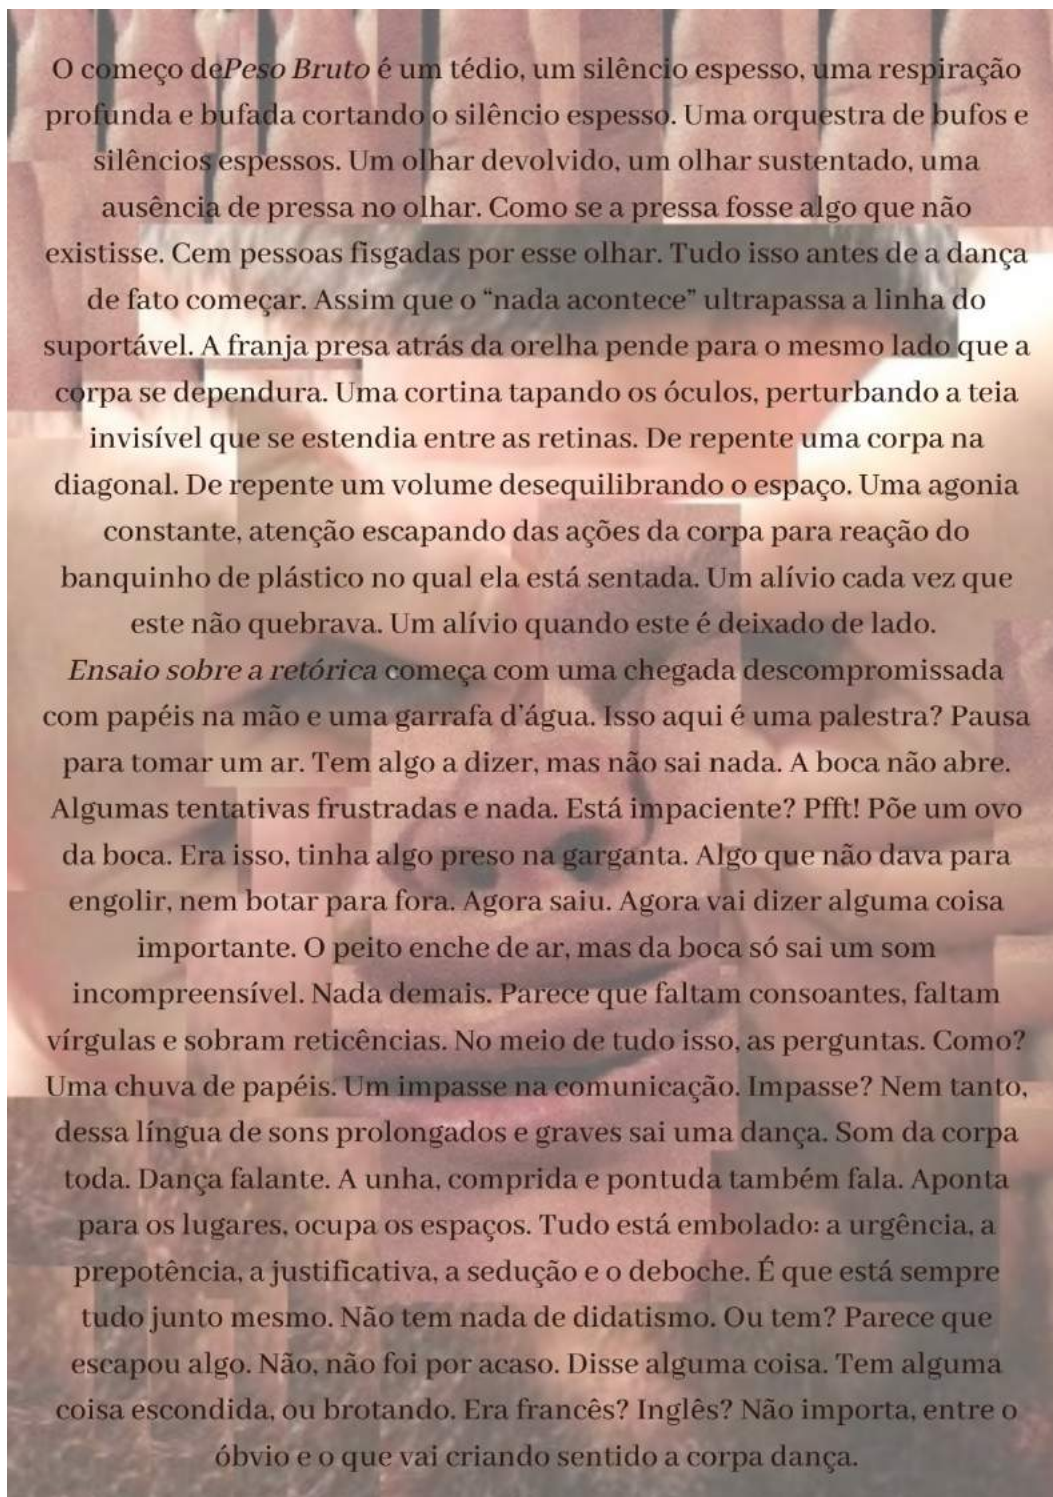 O começo dePeso Bruto é um tédio, um silêncio espesso, uma respiração
profunda e bufada cortando o silêncio espesso. Uma orquestra de bufos e
silêncios espessos. Um olhar devolvido, um olhar sustentado, uma
ausência de pressa no olhar. Como se a pressa fosse algo que não
existisse. Cem pessoas fisgadas por esse olhar. Tudo isso antes de a dança
de fato começar. Assim que o “nada acontece” ultrapassa a linha do
suportável. A franja presa atrás da orelha pende para o mesmo lado que a
corpa se dependura. Uma cortina tapando os óculos, perturbando a teia
invisível que se estendia entre as retinas. De repente uma corpa na
diagonal. De repente um volume desequilibrando o espaço. Uma agonia
constante, atenção escapando das ações da corpa para reação do
banquinho de plástico no qual ela está sentada. Um alívio cada vez que
este não quebrava. Um alívio quando este é deixado de lado.
Ensaio sobre a retórica começa com uma chegada descompromissada
com papéis na mão e uma garrafa d’água. Isso aqui é uma palestra? Pausa
para tomar um ar. Tem algo a dizer, mas não sai nada. A boca não abre.
Algumas tentativas frustradas e nada. Está impaciente? Pfft! Põe um ovo
da boca. Era isso, tinha algo preso na garganta. Algo que não dava para
engolir, nem botar para fora. Agora saiu. Agora vai dizer alguma coisa
importante. O peito enche de ar, mas da boca só sai um som
incompreensível. Nada demais. Parece que faltam consoantes, faltam
vírgulas e sobram reticências. No meio de tudo isso, as perguntas. Como?
Uma chuva de papéis. Um impasse na comunicação. Impasse? Nem tanto,
dessa língua de sons prolongados e graves sai uma dança. Som da corpa
toda. Dança falante. A unha, comprida e pontuda também fala. Aponta
para os lugares, ocupa os espaços. Tudo está embolado: a urgência, a
prepotência, a justificativa, a sedução e o deboche. É que está sempre
tudo junto mesmo. Não tem nada de didatismo. Ou tem? Parece que
escapou algo. Não, não foi por acaso. Disse alguma coisa. Tem alguma
coisa escondida, ou brotando. Era francês? Inglês? Não importa, entre o
óbvio e o que vai criando sentido a corpa dança.